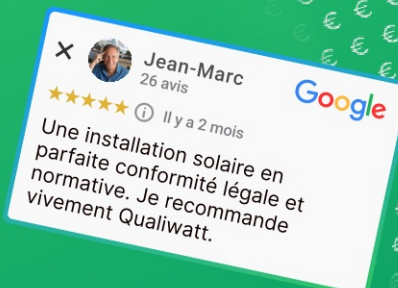 Jean-Marc
26 avis
Google
Il y a 2 mois
Une installation solaire en
parfaite conformité légale et
normative. Je recommande
vivement Qualiwatt.